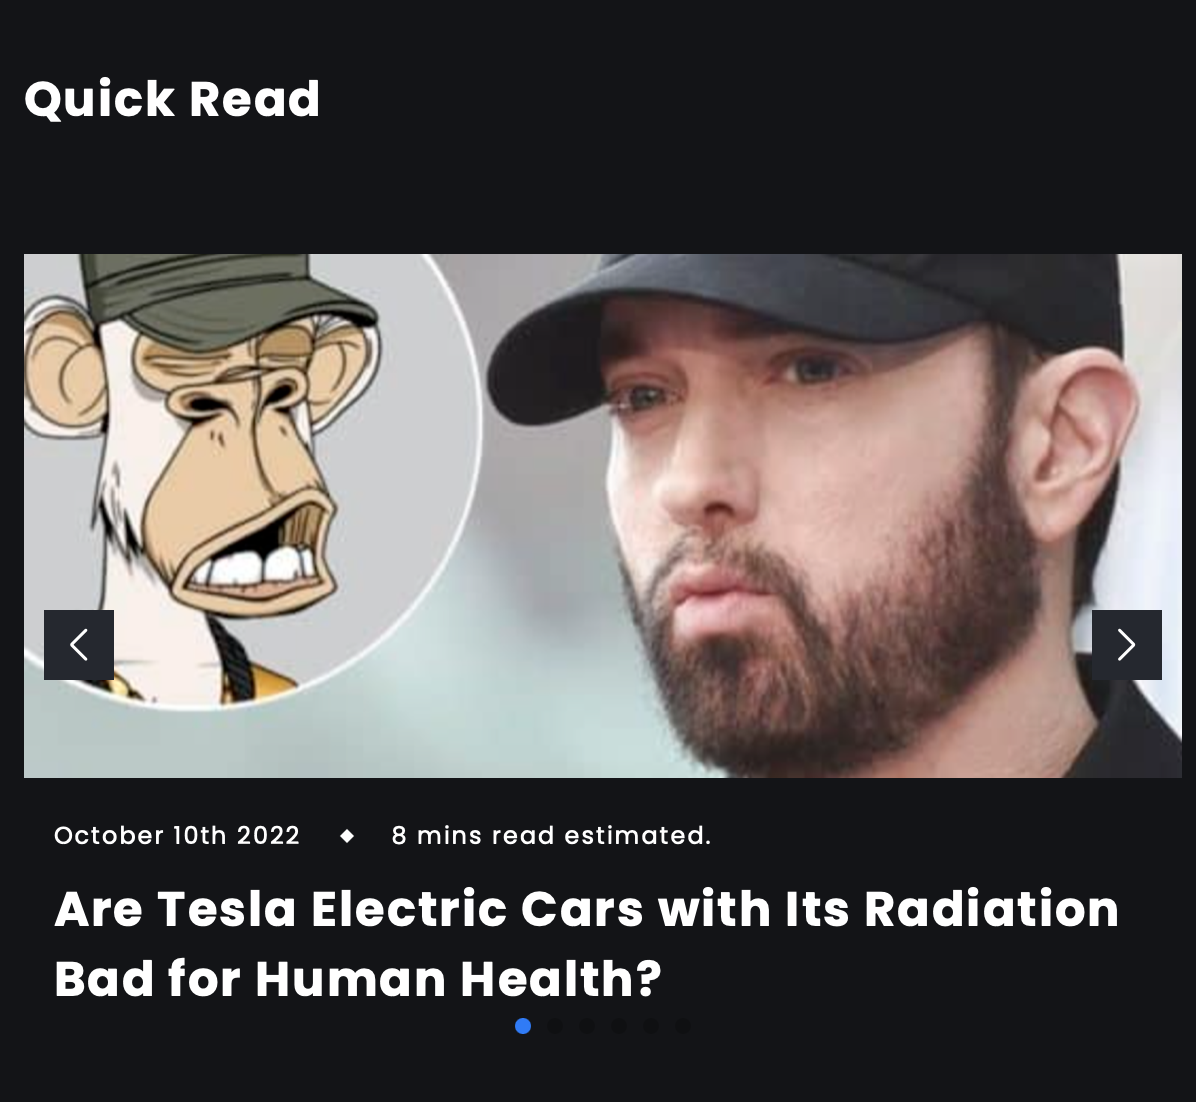 Quick Read
October 10th 2022 ◆ 8 mins read estimated.
Are Tesla Electric Cars with Its Radiation
Bad for Human Health?